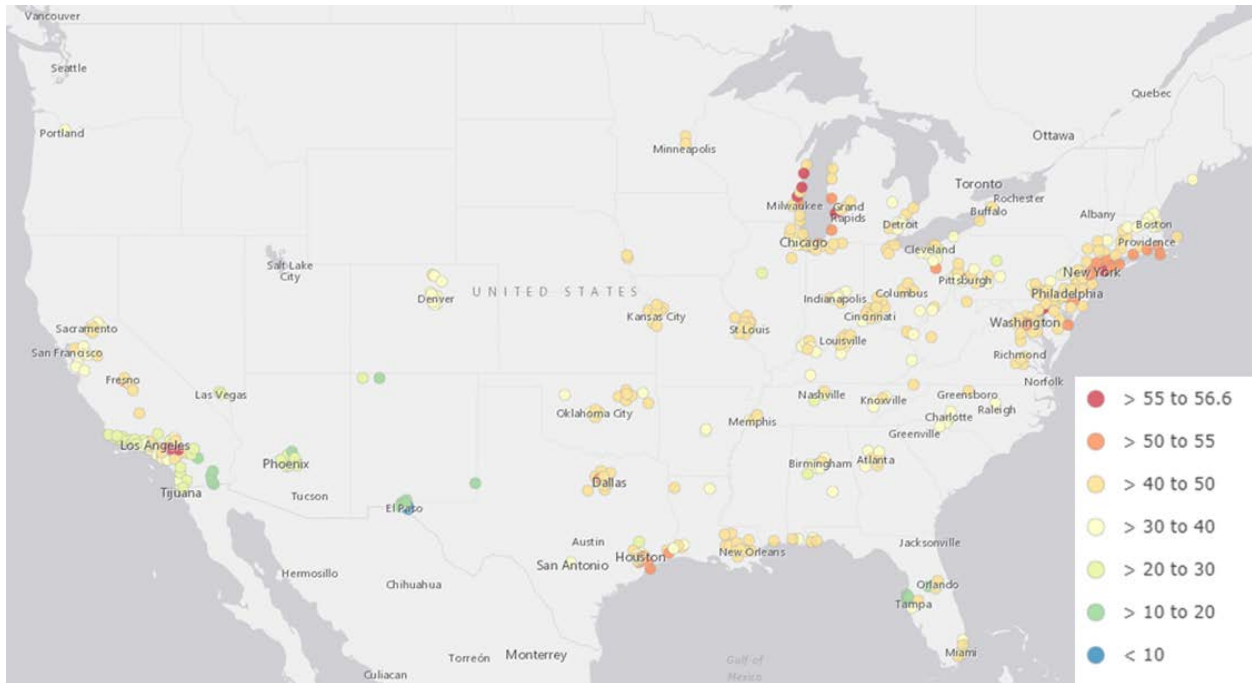 Vancouver
Seattle
Portland
Quebec
Ottawa
Minneapolis
Toronto
Rochester
Milwaukee
Grand
Rapids
Buffalo
Albany
Detroit
Boston
Chicago
Cleveland
Providence
Salt Lake
City
New York
Denver
UNITED STATES
Pittsburgh
Indianapolis
Columbus
Philadelphia
Kansas City
Cincinnati
Sacramento
St Louis
Washington
San Francisco
Louisville
Richmond
Fresno
Las Vegas
Nashville
Knoxville
Greensboro
Norfolk
Oklahoma City
Memphis
Charlotte
Raleigh
Greenville
Los Angeles
Phoenix
Birmingham
Atlanta
Tijuana
Tucson
Dallas
El Paso
Austin
Houston
New Orleans
Jacksonville
San Antonio
Hermosillo
Chihuahua
Orlando
Tampa
Torreón
Monterrey
Miami
Culiacan
Gulf of
Mexico
> 55 to 56.6
> 50 to 55
> 40 to 50
> 30 to 40
> 20 to 30
> 10 to 20
< 10